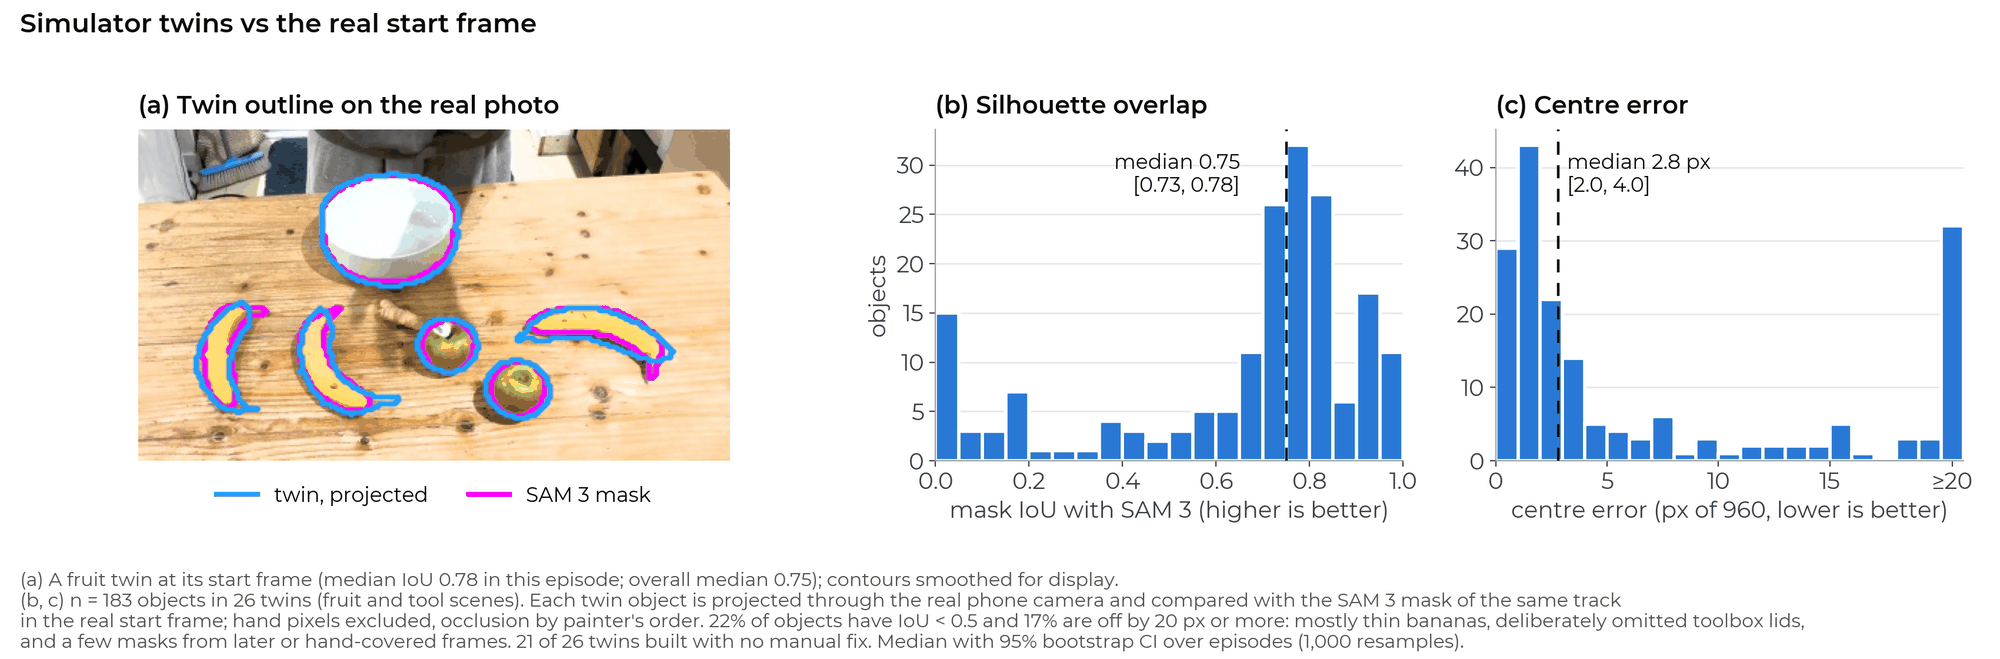 Simulator twins vs the real start frame
(a) Twin outline on the real photo
twin, projected
SAM 3 mask
(b) Silhouette overlap
median 0.75
[0.73, 0.78]
objects
30
25
20
15
10
5
0
0.0 0.2 0.4 0.6 0.8 1.0
mask IoU with SAM 3 (higher is better)
(c) Centre error
median 2.8 px
[2.0, 4.0]
40
30
20
10
0
0 5 10 15 ≥20
centre error (px of 960, lower is better)
(a) A fruit twin at its start frame (median IoU 0.78 in this episode; overall median 0.75); contours smoothed for display.
(b, c) n = 183 objects in 26 twins (fruit and tool scenes). Each twin object is projected through the real phone camera and compared with the SAM 3 mask of the same track
in the real start frame; hand pixels excluded, occlusion by painter's order. 22% of objects have IoU < 0.5 and 17% are off by 20 px or more: mostly thin bananas, deliberately omitted toolbox lids,
and a few masks from later or hand-covered frames. 21 of 26 twins built with no manual fix. Median with 95% bootstrap CI over episodes (1,000 resamples).